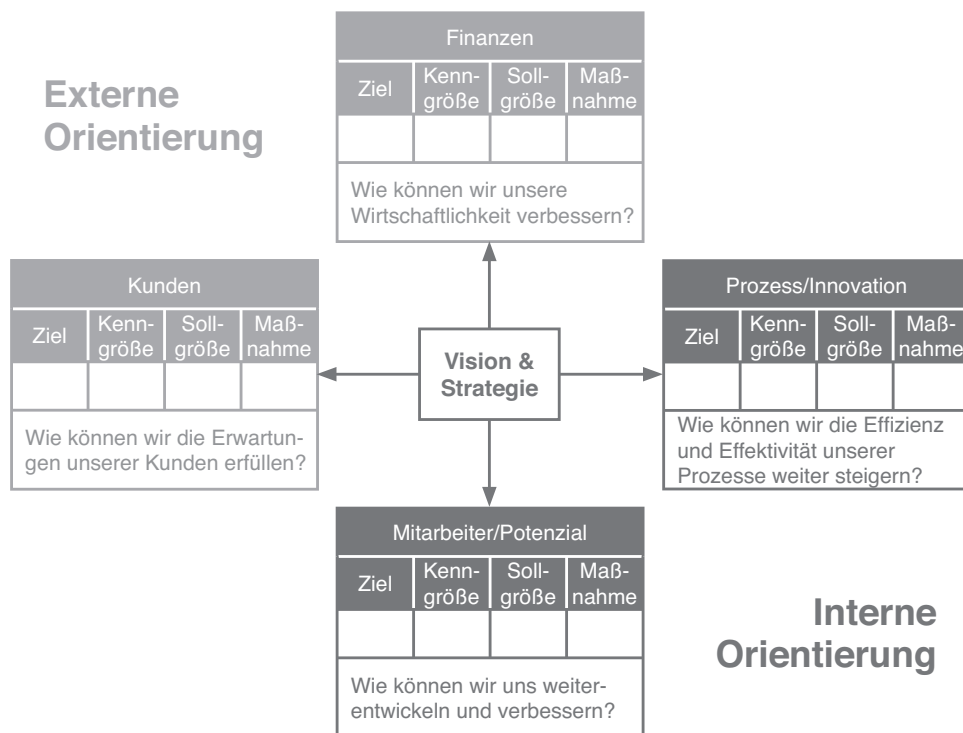 Externe
Orientierung
Finanzen
Ziel
Kenn-
größe
Soll-
größe
Maß-
nahme
Wie können wir unsere
Wirtschaftlichkeit verbessern?
Kunden
Ziel
Kenn-
größe
Soll-
größe
Maß-
nahme
Wie können wir die Erwartun-
gen unserer Kunden erfüllen?
Vision &
Strategie
Prozess/Innovation
Ziel
Kenn-
größe
Soll-
größe
Maß-
nahme
Wie können wir die Effizienz
und Effektivität unserer
Prozesse weiter steigern?
Mitarbeiter/Potenzial
Ziel
Kenn-
größe
Soll-
größe
Maß-
nahme
Wie können wir uns weiter-
entwickeln und verbessern?
Interne
Orientierung